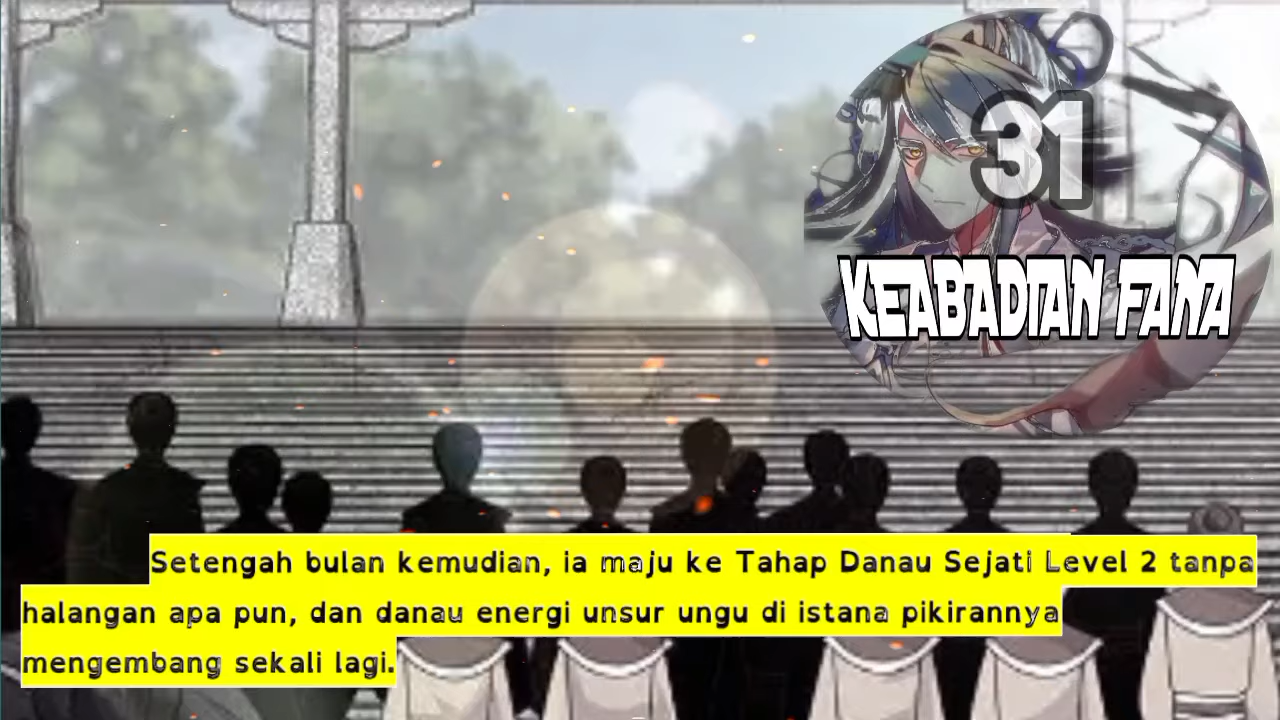 31
KEABADIAN FANA
Setengah bulan kemudian, ia maju ke Tahap Danau Sejati Level 2 tanpa
halangan apa pun, dan danau energi unsur ungu di istana pikirannya
mengembang sekali lagi.